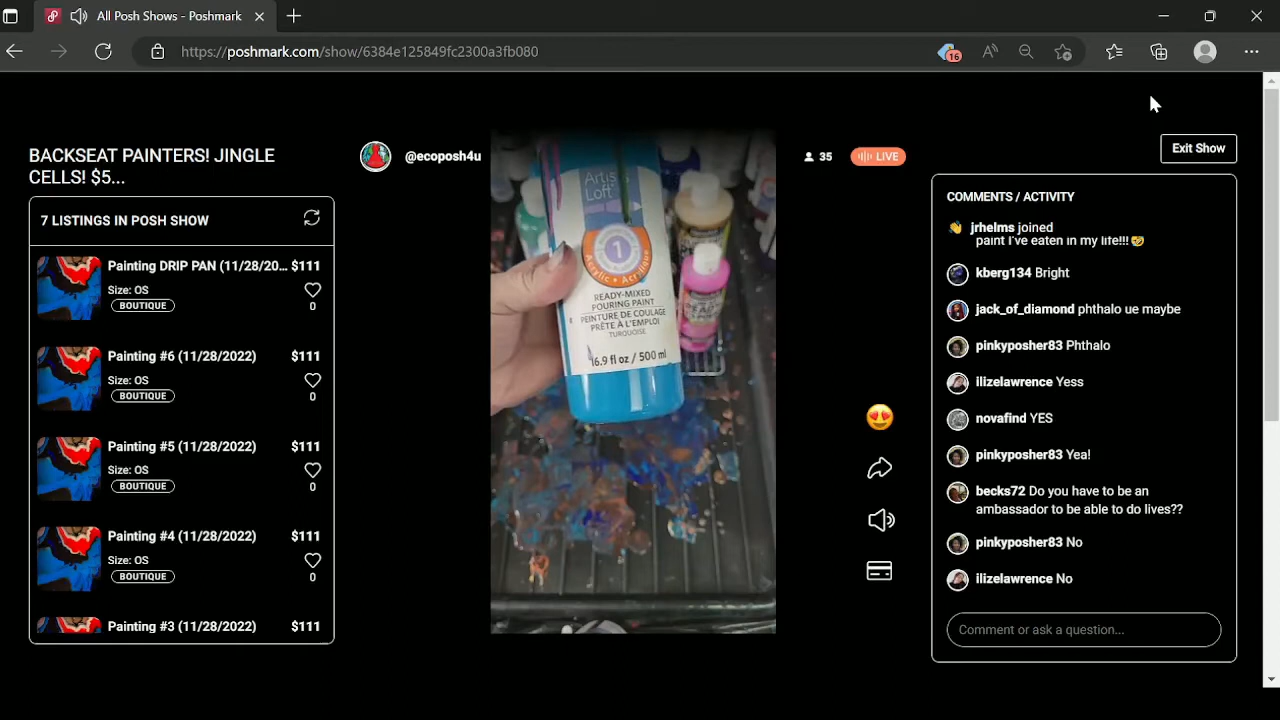 All Posh Shows - Poshmark
https://poshmark.com/show/6384e125849fc2300a3fb080
16
BACKSEAT PAINTERS! JINGLE
CELLS! $5...
7 LISTINGS IN POSH SHOW
Painting DRIP PAN (11/28/20... $111
Size: OS
BOUTIQUE
0
Painting #6 (11/28/2022) $111
Size: OS
BOUTIQUE
0
Painting #5 (11/28/2022) $111
Size: OS
BOUTIQUE
0
Painting #4 (11/28/2022) $111
Size: OS
BOUTIQUE
0
Painting #3 (11/28/2022) $111
@ecoposh4u
Artis
Loft
1
READY-MIXED
POURING PAINT
PEINTURE DE COULAGE
PRÊTE À L'EMPLOI
TURQUOISE
16.9 fl oz / 500 ml
35
LIVE
Exit Show
COMMENTS / ACTIVITY
👋 jrhelms joined
paint I've eaten in my life!!! 🤣
kberg134 Bright
jack_of_diamond phthalo ue maybe
pinkyposher83 Phthalo
ilizelawrence Yess
novafind YES
pinkyposher83 Yea!
becks72 Do you have to be an
ambassador to be able to do lives??
pinkyposher83 No
ilizelawrence No
Comment or ask a question...